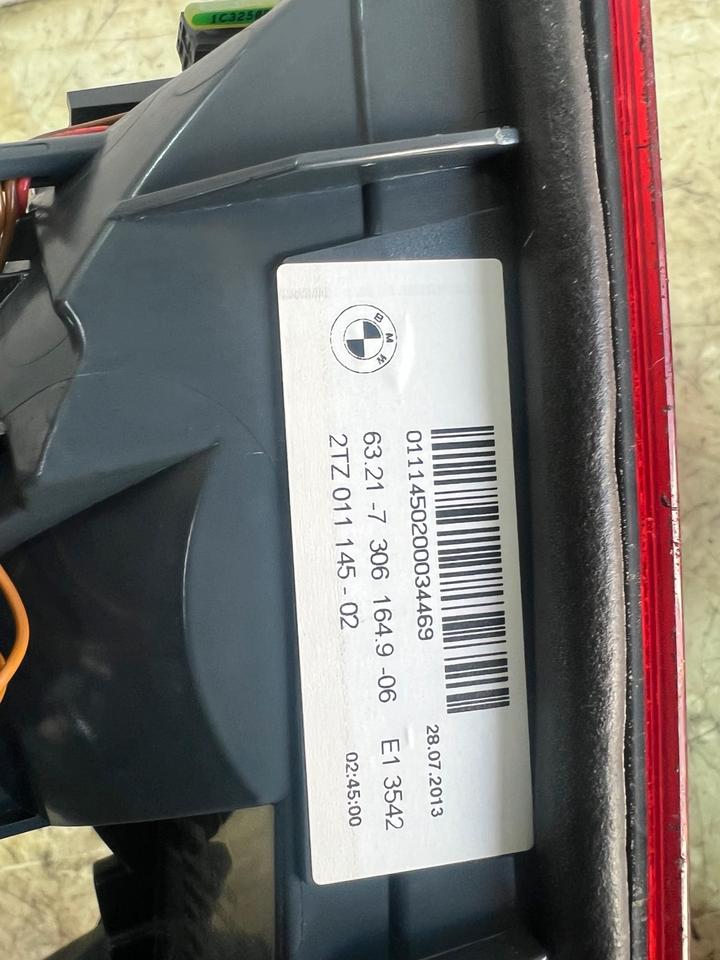 1C3256
BMW
0111450200034469
28.07.2013
63.21 -7 306 164.9 -06 E1 3542
2TZ 011 145 - 02
02:45:00